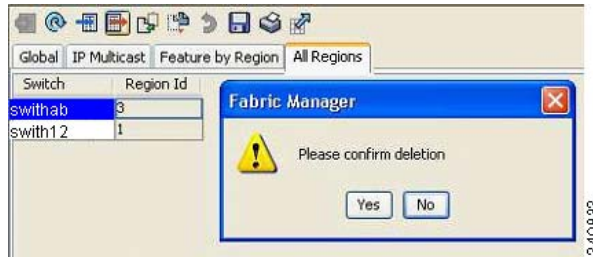 Global IP Multicast Feature by Region All Regions
Switch Region Id
swithab 3
swith12 1
Fabric Manager
Please confirm deletion
Yes No